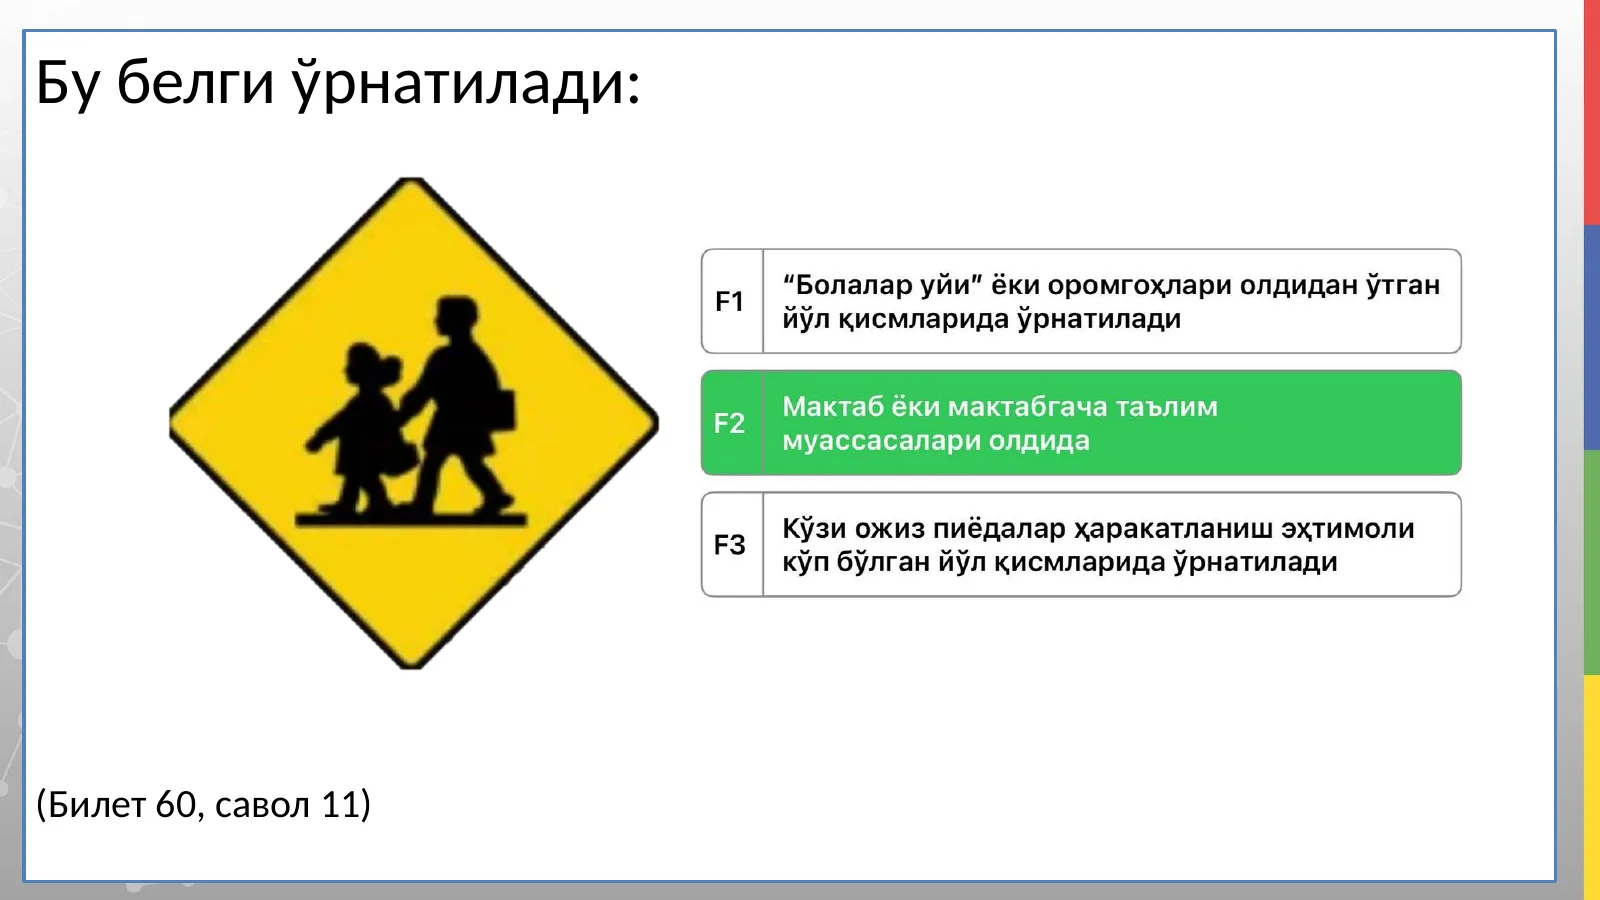 Бу белги ўрнатилади:
F1
“Болалар уйи” ёки оромгоҳлари олдидан ўтган
йўл қисмларида ўрнатилади
F2
Мактаб ёки мактабгача таълим
муассасалари олдида
F3
Кўзи ожиз пиёдалар ҳаракатланиш эҳтимоли
кўп бўлган йўл қисмларида ўрнатилади
(Билет 60, савол 11)